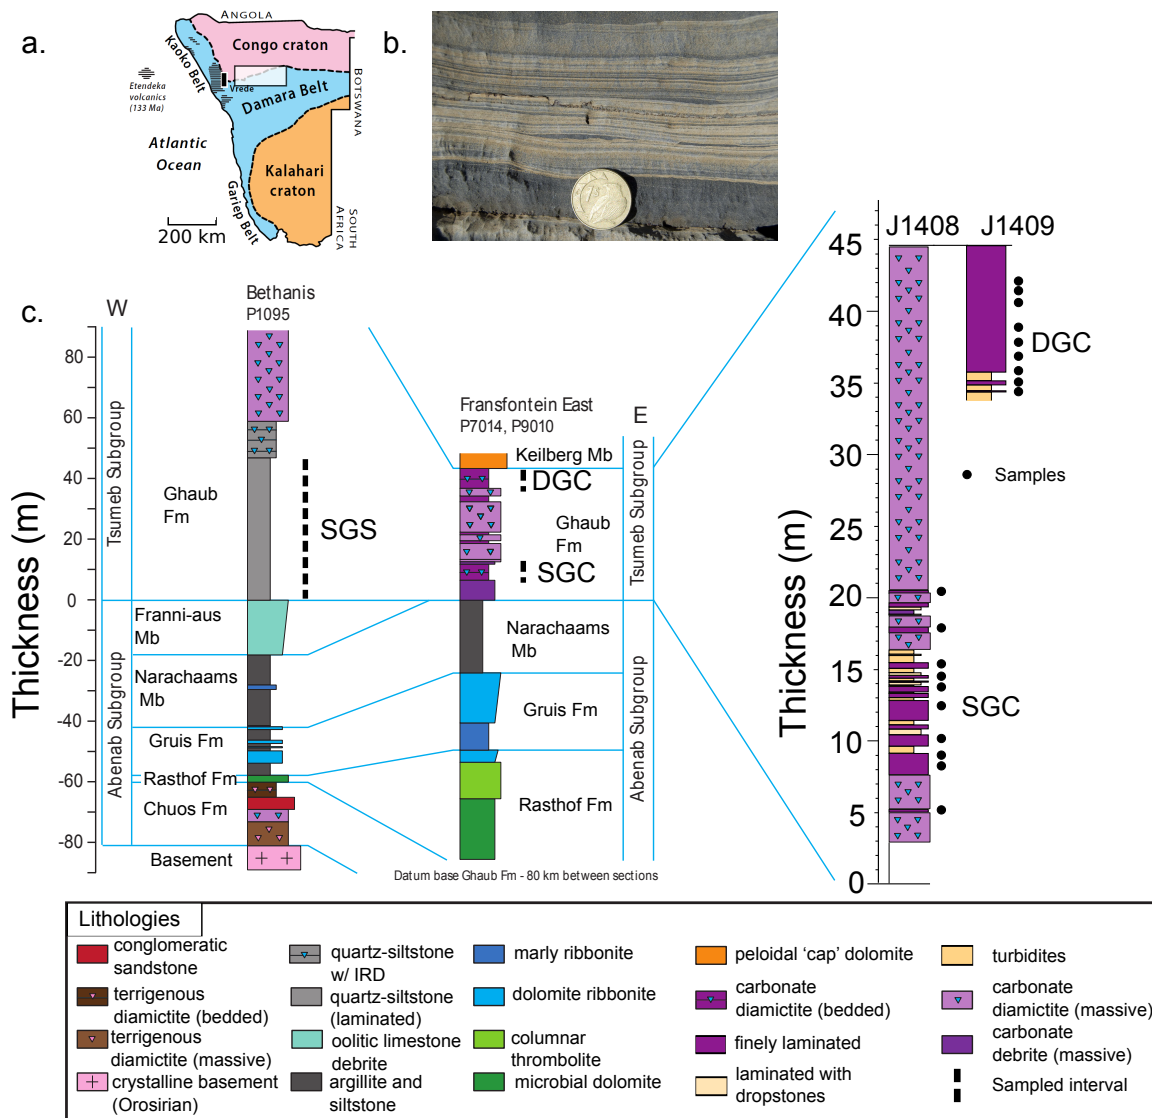 a.
ANGOLA
Congo craton
Kaoko Belt
Etendeka
volcanics
(133 Ma)
Vrede
Damara Belt
BOTSWANA
Atlantic
Ocean
Kalahari
craton
Gariep Belt
SOUTH
AFRICA
200 km
b.
c.
W
Bethanis
P1095
Thickness (m)
80
60
40
20
0
-20
-40
-60
-80
Tsumeb Subgroup
Abenab Subgroup
Ghaub
Fm
SGS
Franni-aus
Mb
Narachaams
Mb
Gruis Fm
Rasthof Fm
Chuos Fm
Basement
Fransfontein East
P7014, P9010
E
Keilberg Mb
DGC
Ghaub
Fm
SGC
Narachaams
Mb
Gruis Fm
Rasthof Fm
Tsumeb Subgroup
Abenab Subgroup
Datum base Ghaub Fm - 80 km between sections
J1408
J1409
Thickness (m)
45
40
35
30
25
20
15
10
5
0
DGC
Samples
SGC
Lithologies
conglomeratic
sandstone
terrigenous
diamictite (bedded)
terrigenous
diamictite (massive)
crystalline basement
(Orosirian)
quartz-siltstone
w/ IRD
quartz-siltstone
(laminated)
oolitic limestone
debrite
argillite and
siltstone
marly ribbonite
dolomite ribbonite
columnar
thrombolite
microbial dolomite
peloidal ‘cap’ dolomite
carbonate
diamictite (bedded)
finely laminated
laminated with
dropstones
turbidites
carbonate
diamictite (massive)
carbonate
debrite (massive)
Sampled interval